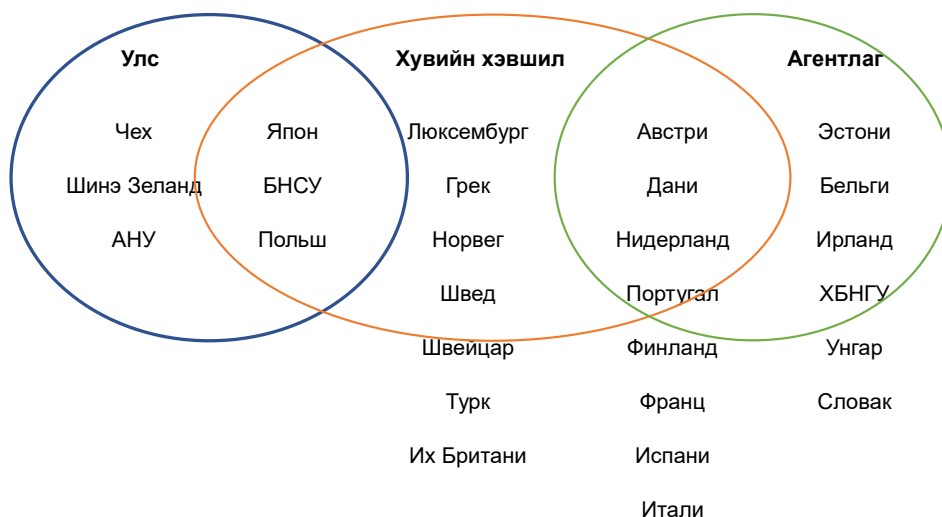 Улс Хувийн хэвшил Агентлаг
Чех Япон Люксембург Австри Эстони
Шинэ Зеланд БНСУ Грек Дани Бельги
АНУ Польш Норвег Нидерланд Ирланд
Швед Португал ХБНГУ
Швейцар Финланд Унгар
Турк Франц Словак
Их Британи Испани
Итали